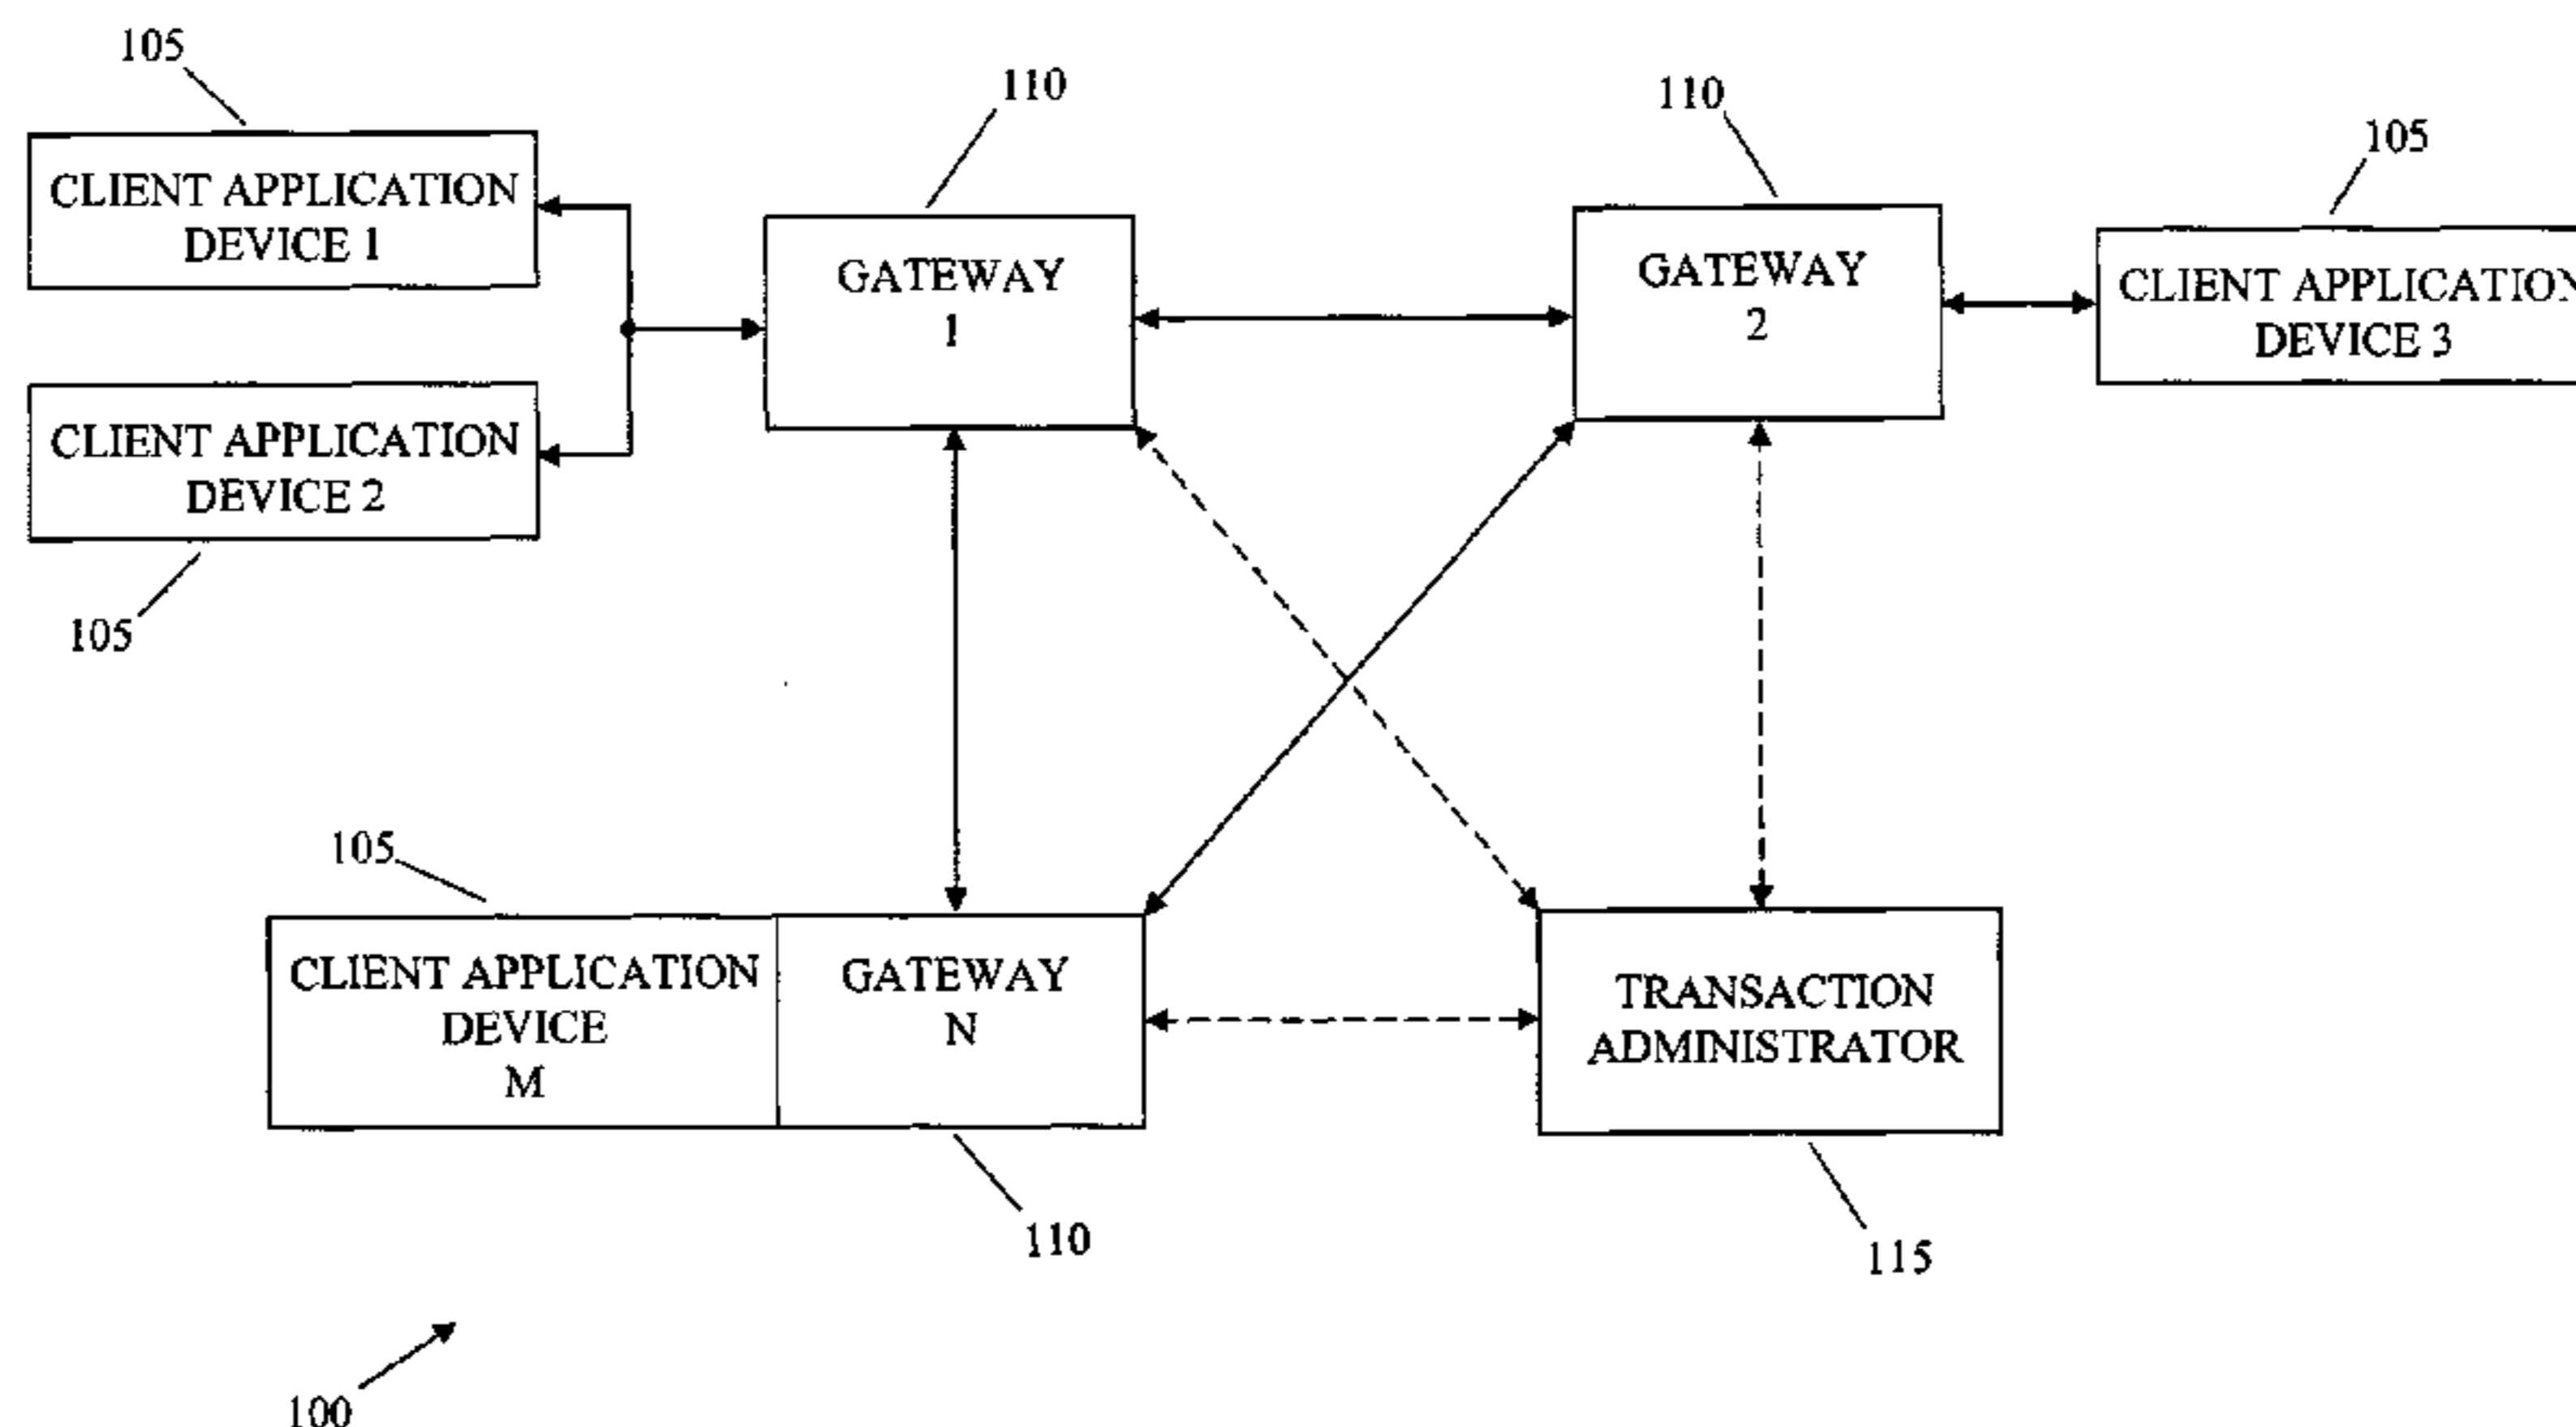 105
110
110
105
CLIENT APPLICATION
DEVICE 1
GATEWAY
1
GATEWAY
2
CLIENT APPLICATION
DEVICE 3
CLIENT APPLICATION
DEVICE 2
105
105
CLIENT APPLICATION
DEVICE
M
GATEWAY
N
TRANSACTION
ADMINISTRATOR
110
115
100